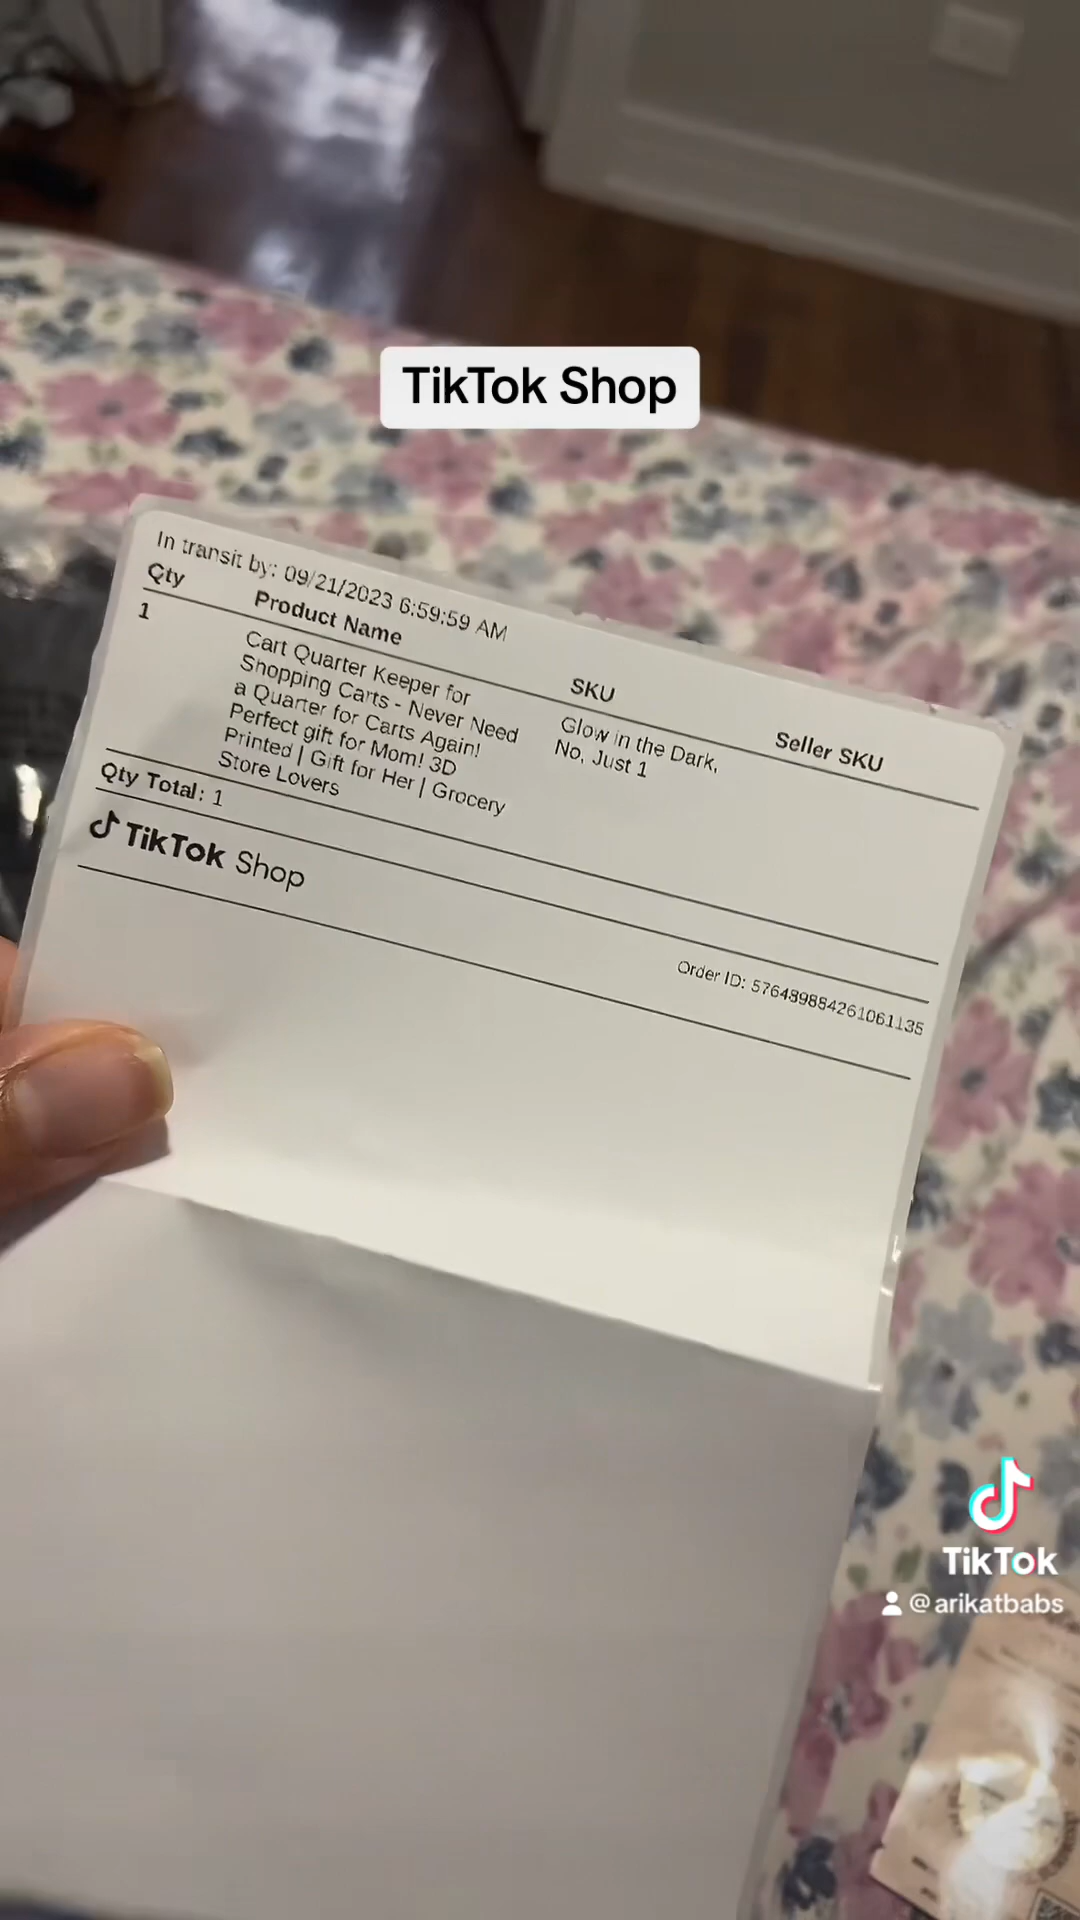 TikTok Shop
In transit by: 09/21/2023 6:59:59 AM
Qty Product Name SKU Seller SKU
1
Cart Quarter Keeper for
Shopping Carts - Never Need
a Quarter for Carts Again!
Perfect gift for Mom! 3D
Printed | Gift for Her | Grocery
Store Lovers
Glow in the Dark,
No, Just 1
Qty Total: 1
TikTok Shop
Order ID: 576489884261061135
TikTok
@arikatbabs